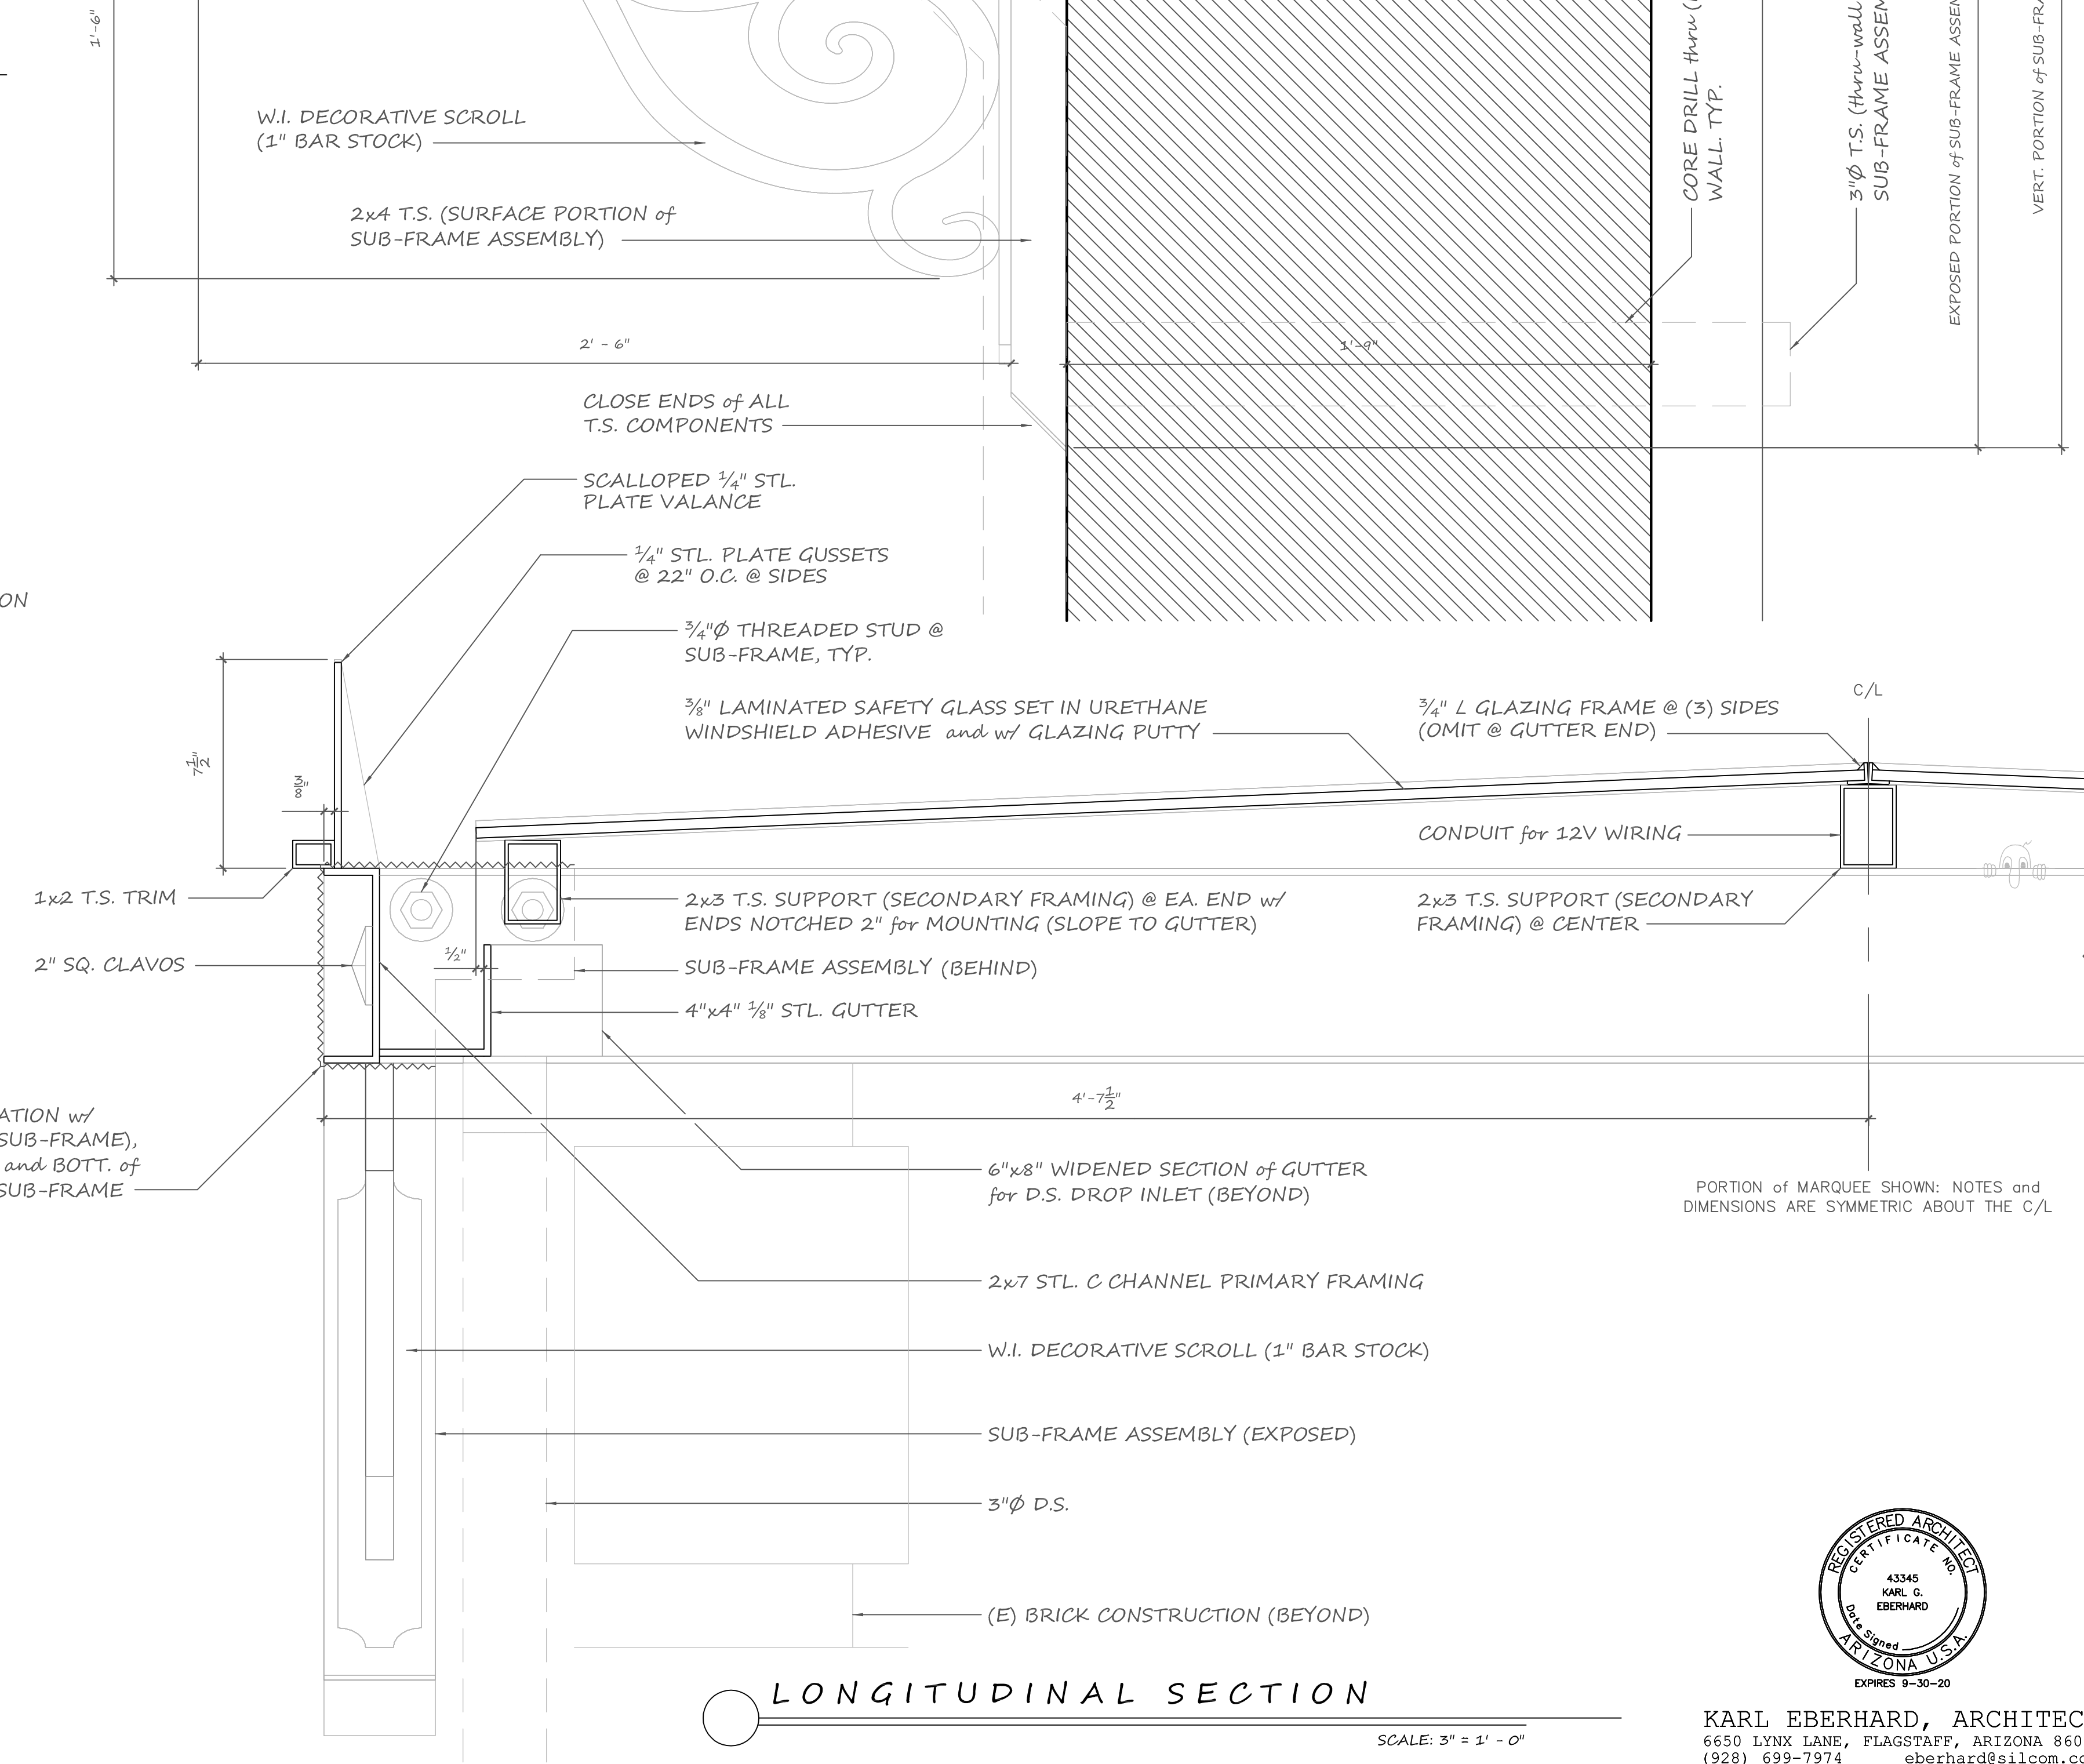 1'-6"
W.I. DECORATIVE SCROLL
(1" BAR STOCK)
2x4 T.S. (SURFACE PORTION of
SUB-FRAME ASSEMBLY)
CORE DRILL thru
WALL. TYP.
3"Ø T.S. (thru-wall
SUB-FRAME
EXPOSED PORTION of SUB-FRAME
VERT. PORTION of
2' - 6"
1'-9"
CLOSE ENDS of ALL
T.S. COMPONENTS
SCALLOPED ¼" STL.
PLATE VALANCE
¼" STL. PLATE GUSSETS
@ 22" O.C. @ SIDES
¾"Ø THREADED STUD @
SUB-FRAME, TYP.
⅜" LAMINATED SAFETY GLASS SET IN URETHANE
WINDSHIELD ADHESIVE and w/ GLAZING PUTTY
C/L
¾" L GLAZING FRAME @ (3) SIDES
(OMIT @ GUTTER END)
7½"
⅜"
CONDUIT for 12V WIRING
1x2 T.S. TRIM
2x3 T.S. SUPPORT (SECONDARY FRAMING) @ EA. END w/
ENDS NOTCHED 2" for MOUNTING (SLOPE TO GUTTER)
2x3 T.S. SUPPORT (SECONDARY
FRAMING) @ CENTER
2" SQ. CLAVOS
½"
SUB-FRAME ASSEMBLY (BEHIND)
4"x4" ⅛" STL. GUTTER
4'-7½"
SUB-FRAME),
and BOTT. of
SUB-FRAME
6"x8" WIDENED SECTION of GUTTER
for D.S. DROP INLET (BEYOND)
PORTION of MARQUEE SHOWN: NOTES and
DIMENSIONS ARE SYMMETRIC ABOUT THE C/L
2x7 STL. C CHANNEL PRIMARY FRAMING
W.I. DECORATIVE SCROLL (1" BAR STOCK)
SUB-FRAME ASSEMBLY (EXPOSED)
3"Ø D.S.
(E) BRICK CONSTRUCTION (BEYOND)
LONGITUDINAL SECTION
SCALE: 3" = 1' - 0"
REGISTERED ARCHITECT
CERTIFICATE NO.
43345
KARL G.
EBERHARD
Date Signed
ARIZONA U.S.A.
EXPIRES 9-30-20
KARL EBERHARD, ARCHITEC
6650 LYNX LANE, FLAGSTAFF, ARIZONA 860
(928) 699-7974 eberhard@silcom.co